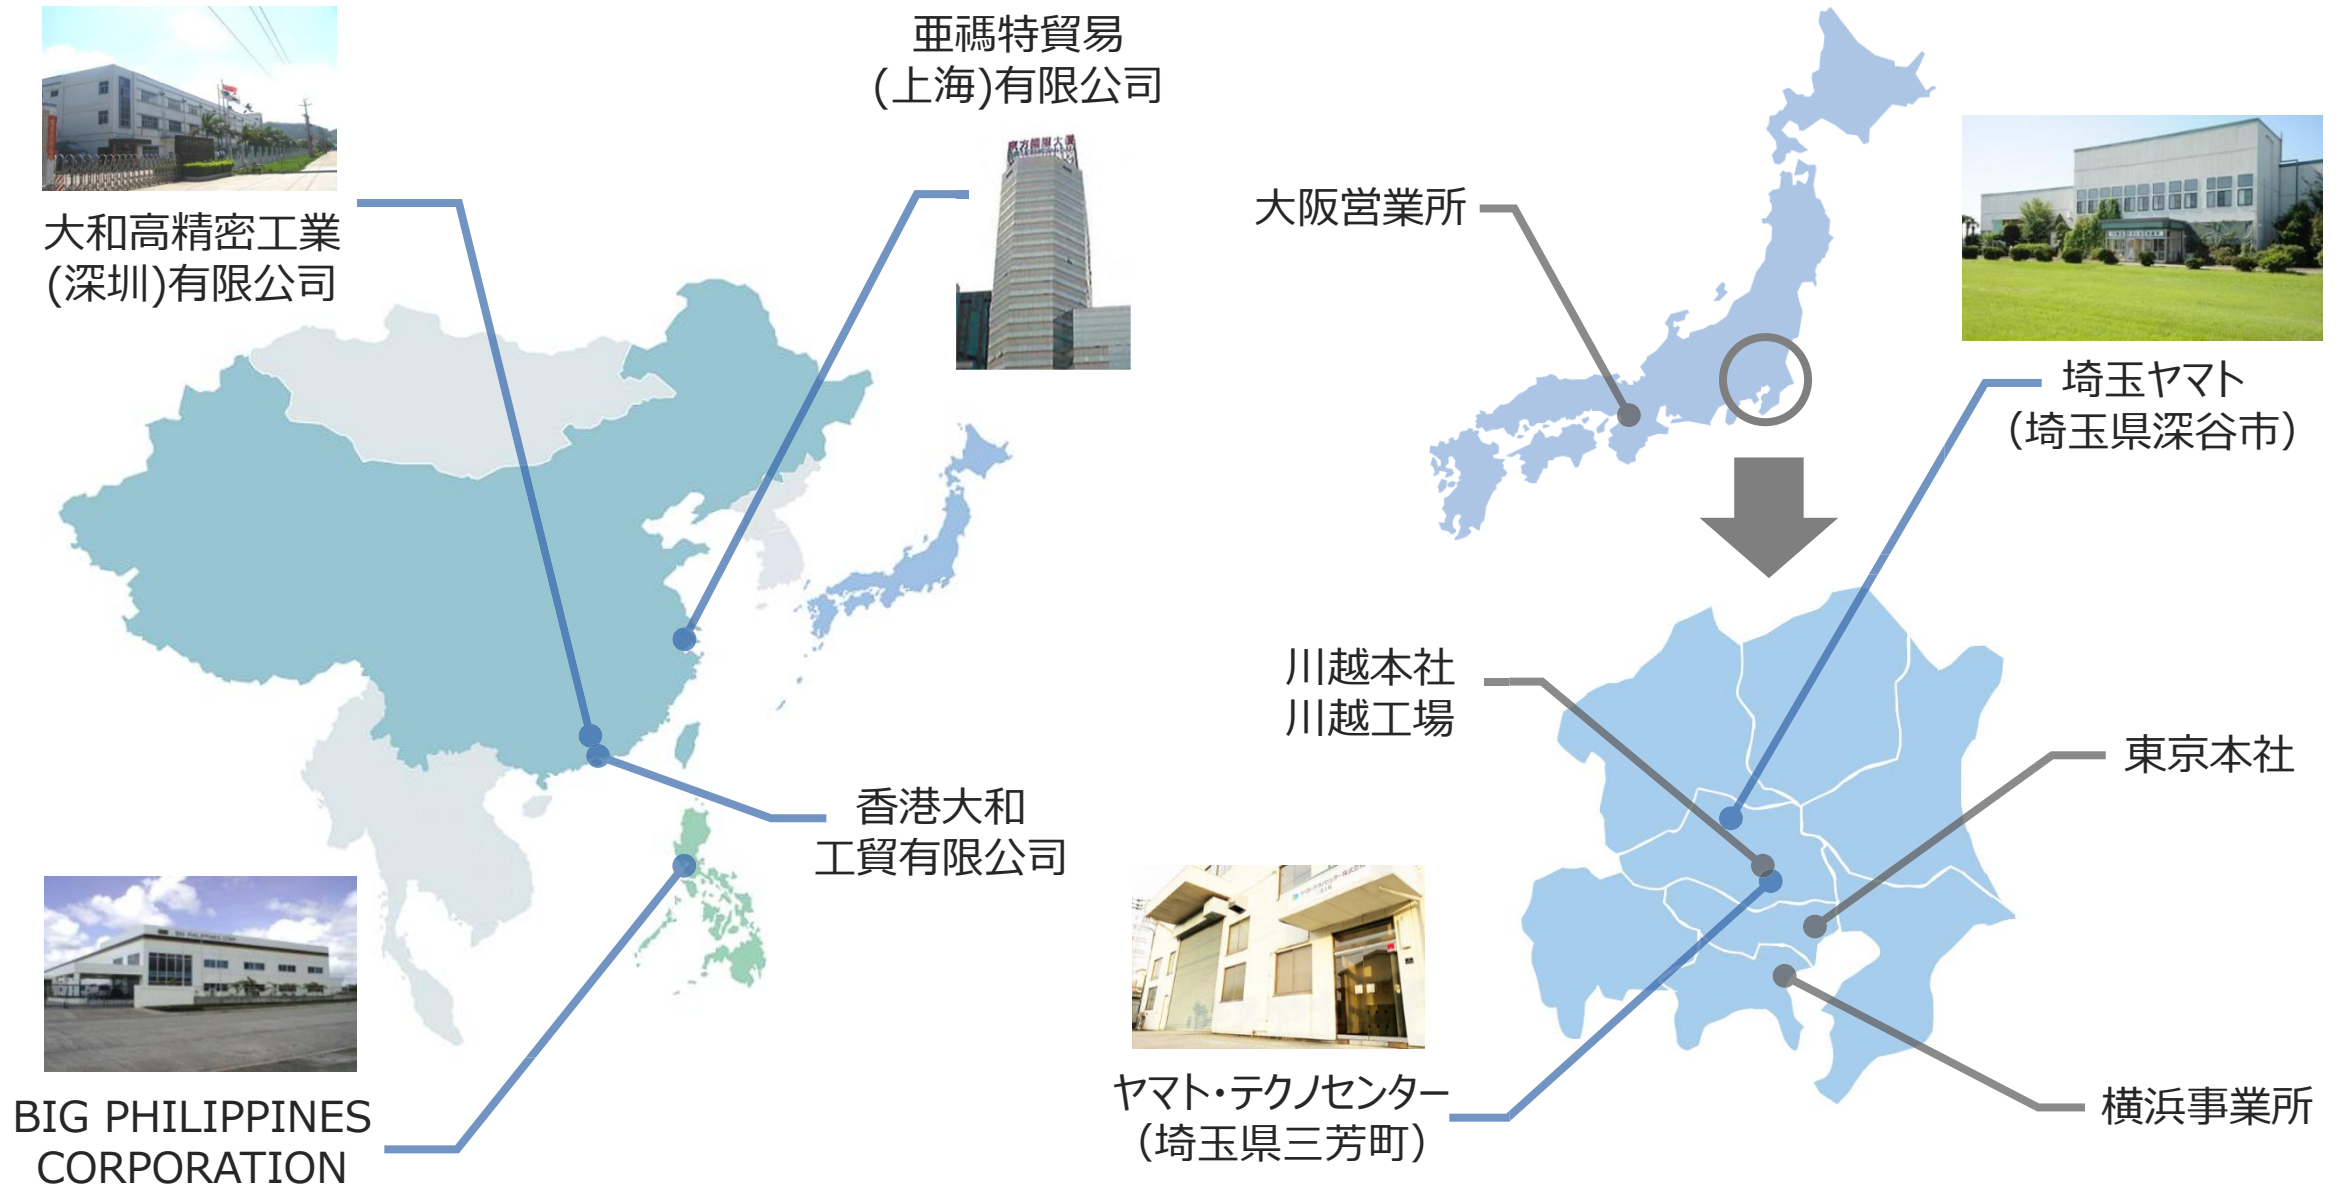 亜禡特貿易
(上海)有限公司
大和高精密工業
(深圳)有限公司
香港大和
工貿有限公司
BIG PHILIPPINES CORP
BIG PHILIPPINES
CORPORATION
大阪営業所
埼玉ヤマト
（埼玉県深谷市）
川越本社
川越工場
東京本社
ヤマト・テクノセンター
（埼玉県三芳町）
横浜事業所